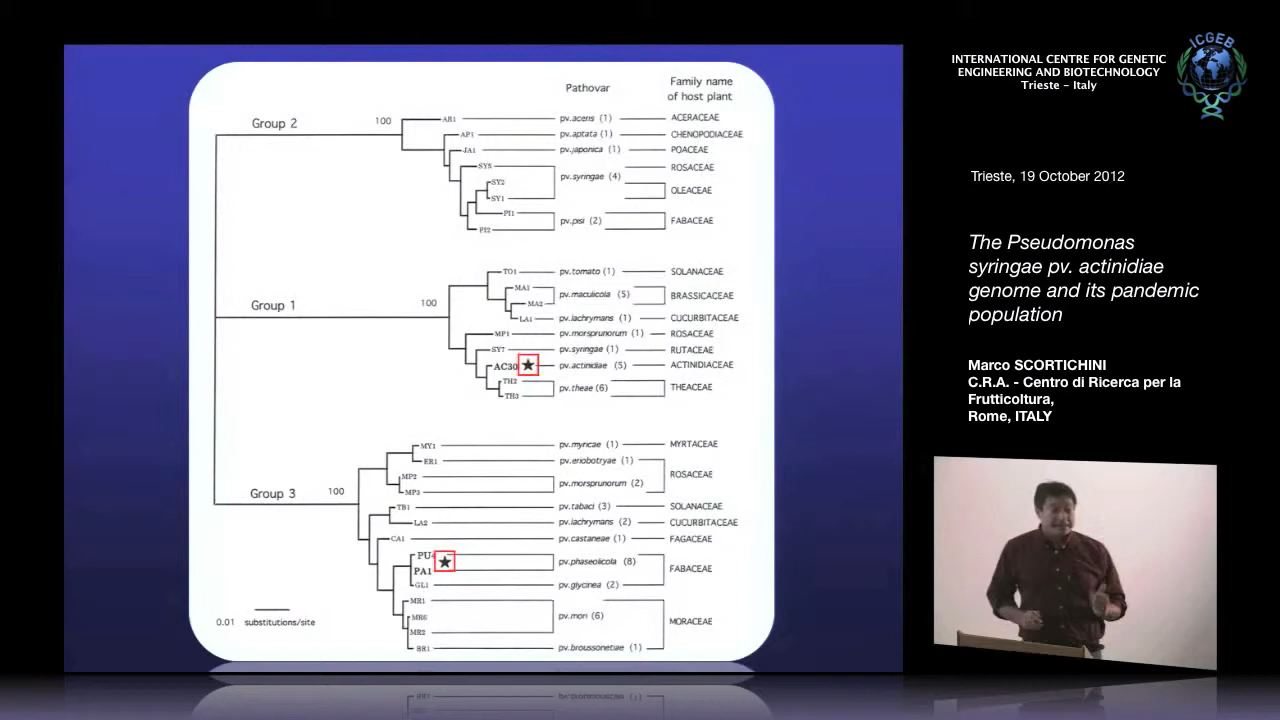 Pathovar
Family name
of host plant
Group 2
100
AR1 pv.aceris (1) ACERACEAE
AP1 pv.aptata (1) CHENOPODIACEAE
JA1 pv.japonica (1) POACEAE
SY5 ROSACEAE
pv.syringae (4)
SY2
OLEACEAE
SY1
PI1
pv.pisi (2) FABACEAE
PI2
TO1 pv.tomato (1) SOLANACEAE
MA1
pv.maculicola (5) BRASSICACEAE
Group 1
100
MA2
LA1 pv.lachrymans (1) CUCURBITACEAE
MP1 pv.morsprunorum (1) ROSACEAE
SY7 pv.syringae (1) RUTACEAE
AC30 pv.actinidiae (5) ACTINIDIACEAE
TH2
pv.theae (6) THEACEAE
TH3
MY1 pv.myricae (1) MYRTACEAE
ER1 pv.eriobotryae (1)
ROSACEAE
MP2
pv.morsprunorum (2)
MP3
Group 3
100
TB1 pv.tabaci (3) SOLANACEAE
LA2 pv.lachrymans (2) CUCURBITACEAE
CA1 pv.castaneae (1) FAGACEAE
pv.phaseolicola (8)
FABACEAE
PA1
GL1 pv.glycinea (2)
MR1
MR6 pv.mori (6)
MORACEAE
MR2
BR1 pv.broussonetiae (1)
0.01 substitutions/site
ICGEB
INTERNATIONAL CENTRE FOR GENETIC
ENGINEERING AND BIOTECHNOLOGY
Trieste - Italy
Trieste, 19 October 2012
The Pseudomonas
syringae pv. actinidiae
genome and its pandemic
population
Marco SCORTICHINI
C.R.A. - Centro di Ricerca per la
Frutticoltura,
Rome, ITALY